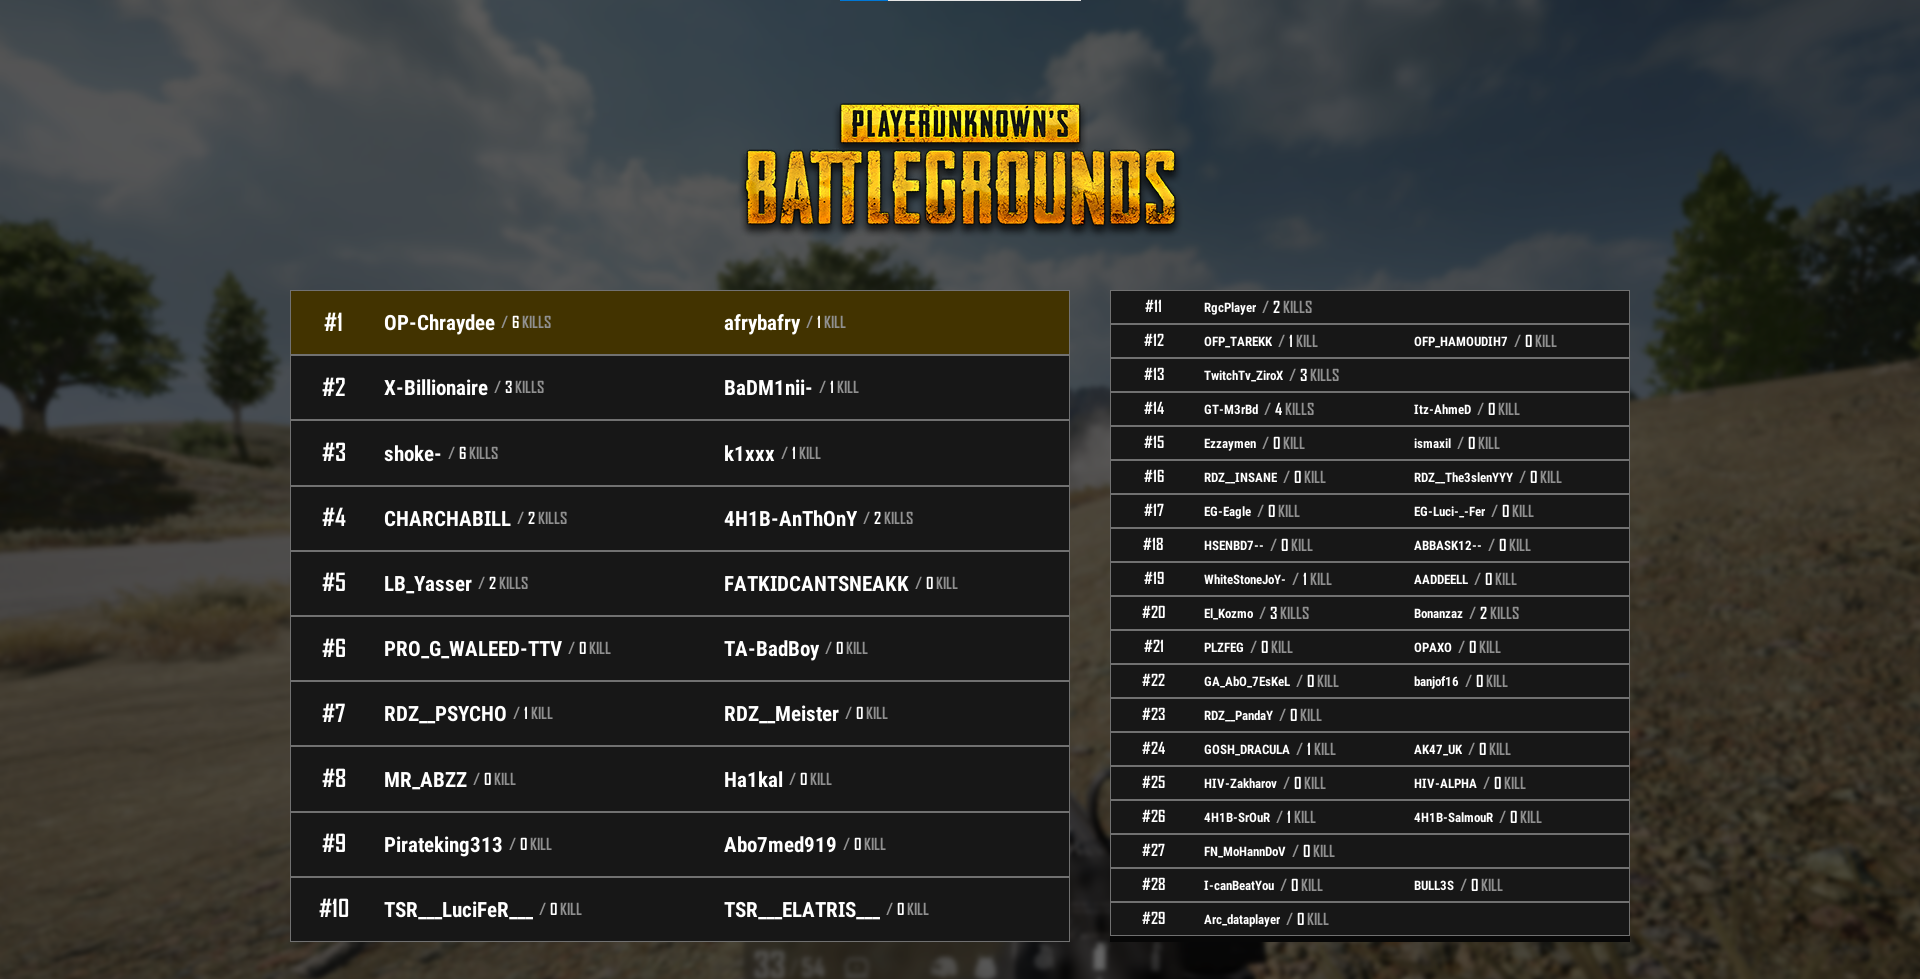 PLAYERUNKNOWN'S
BATTLEGROUNDS
#1 OP-Chraydee / 6 KILLS afrybafry / 1 KILL
#2 X-Billionaire / 3 KILLS BaDM1nii- / 1 KILL
#3 shoke- / 6 KILLS k1xxx / 1 KILL
#4 CHARCHABILL / 2 KILLS 4H1B-AnThOnY / 2 KILLS
#5 LB_Yasser / 2 KILLS FATKIDCANTSNEAKK / 0 KILL
#6 PRO_G_WALEED-TTV / 0 KILL TA-BadBoy / 0 KILL
#7 RDZ__PSYCHO / 1 KILL RDZ__Meister / 0 KILL
#8 MR_ABZZ / 0 KILL Ha1kal / 0 KILL
#9 Pirateking313 / 0 KILL Abo7med919 / 0 KILL
#10 TSR___LuciFeR___ / 0 KILL TSR___ELATRIS___ / 0 KILL
#11 RgcPlayer / 2 KILLS
#12 OFP_TAREKK / 1 KILL OFP_HAMOUDIH7 / 0 KILL
#13 TwitchTv_ZiroX / 3 KILLS
#14 GT-M3rBd / 4 KILLS Itz-AhmeD / 0 KILL
#15 Ezzaymen / 0 KILL ismaxil / 0 KILL
#16 RDZ__INSANE / 0 KILL RDZ__The3slenYYY / 0 KILL
#17 EG-Eagle / 0 KILL EG-Luci-_-Fer / 0 KILL
#18 HSENBD7-- / 0 KILL ABBASK12-- / 0 KILL
#19 WhiteStoneJoY- / 1 KILL AADDEELL / 0 KILL
#20 El_Kozmo / 3 KILLS Bonanzaz / 2 KILLS
#21 PLZFEG / 0 KILL OPAXO / 0 KILL
#22 GA_AbO_7EsKeL / 0 KILL banjof16 / 0 KILL
#23 RDZ__PandaY / 0 KILL
#24 GOSH_DRACULA / 1 KILL AK47_UK / 0 KILL
#25 HIV-Zakharov / 0 KILL HIV-ALPHA / 0 KILL
#26 4H1B-SrOuR / 1 KILL 4H1B-SalmouR / 0 KILL
#27 FN_MoHannDoV / 0 KILL
#28 I-canBeatYou / 0 KILL BULL3S / 0 KILL
#29 Arc_dataplayer / 0 KILL
33 / 54